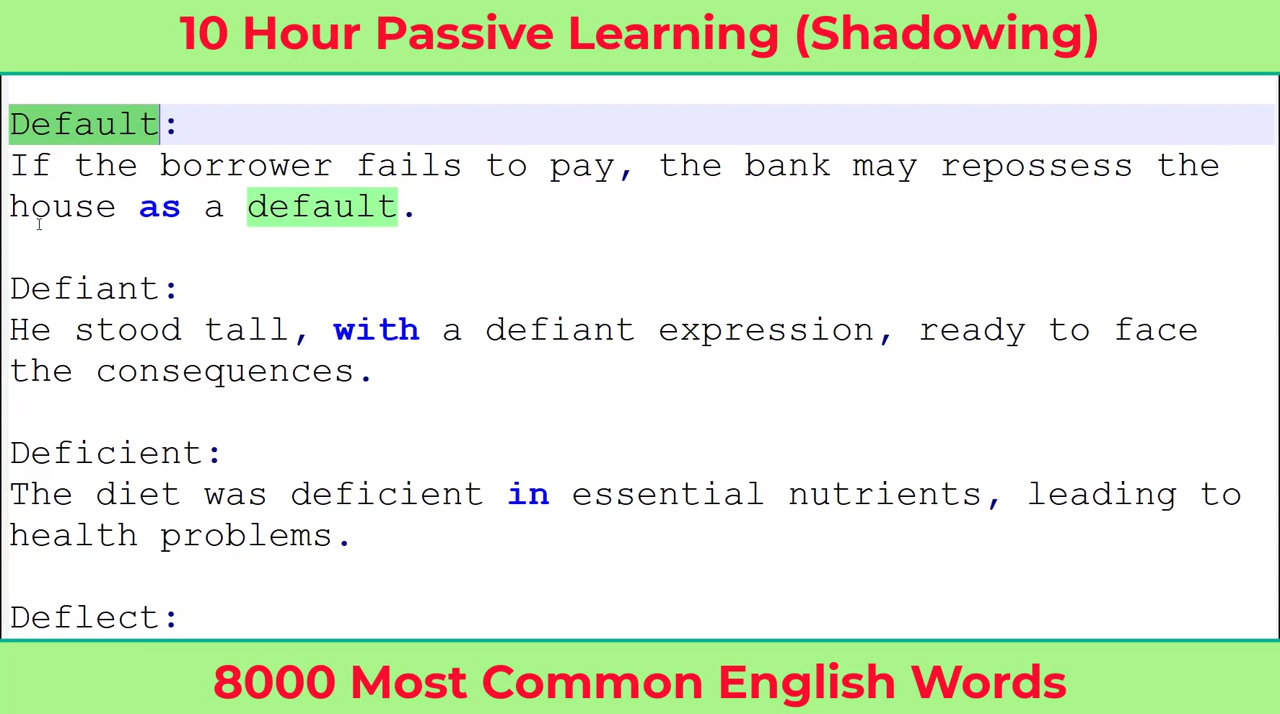 10 Hour Passive Learning (Shadowing)
Default:
If the borrower fails to pay, the bank may repossess the
house as a default.
Defiant:
He stood tall, with a defiant expression, ready to face
the consequences.
Deficient:
The diet was deficient in essential nutrients, leading to
health problems.
Deflect:
8000 Most Common English Words